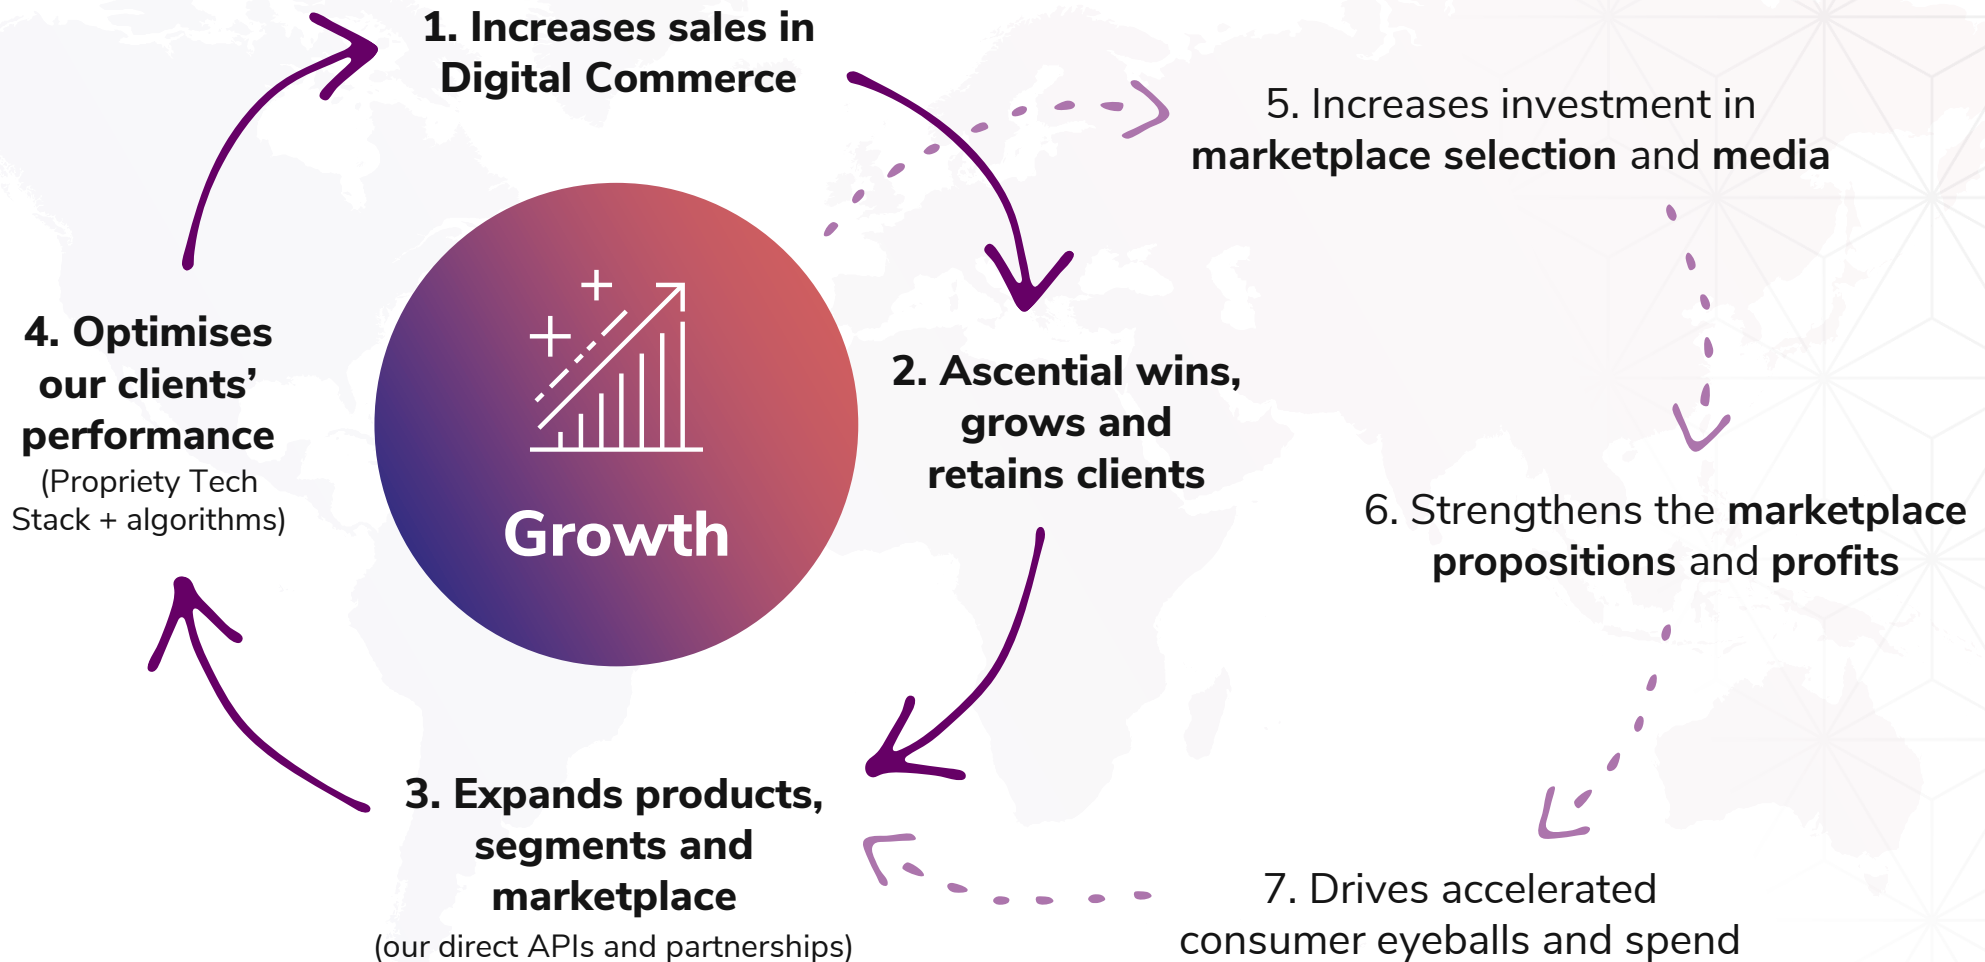 1. Increases sales in
Digital Commerce
2. Ascential wins,
grows and
retains clients
3. Expands products,
segments and
marketplace
(our direct APIs and partnerships)
4. Optimises
our clients’
performance
(Propriety Tech
Stack + algorithms)
Growth
5. Increases investment in
marketplace selection and media
6. Strengthens the marketplace
propositions and profits
7. Drives accelerated
consumer eyeballs and spend